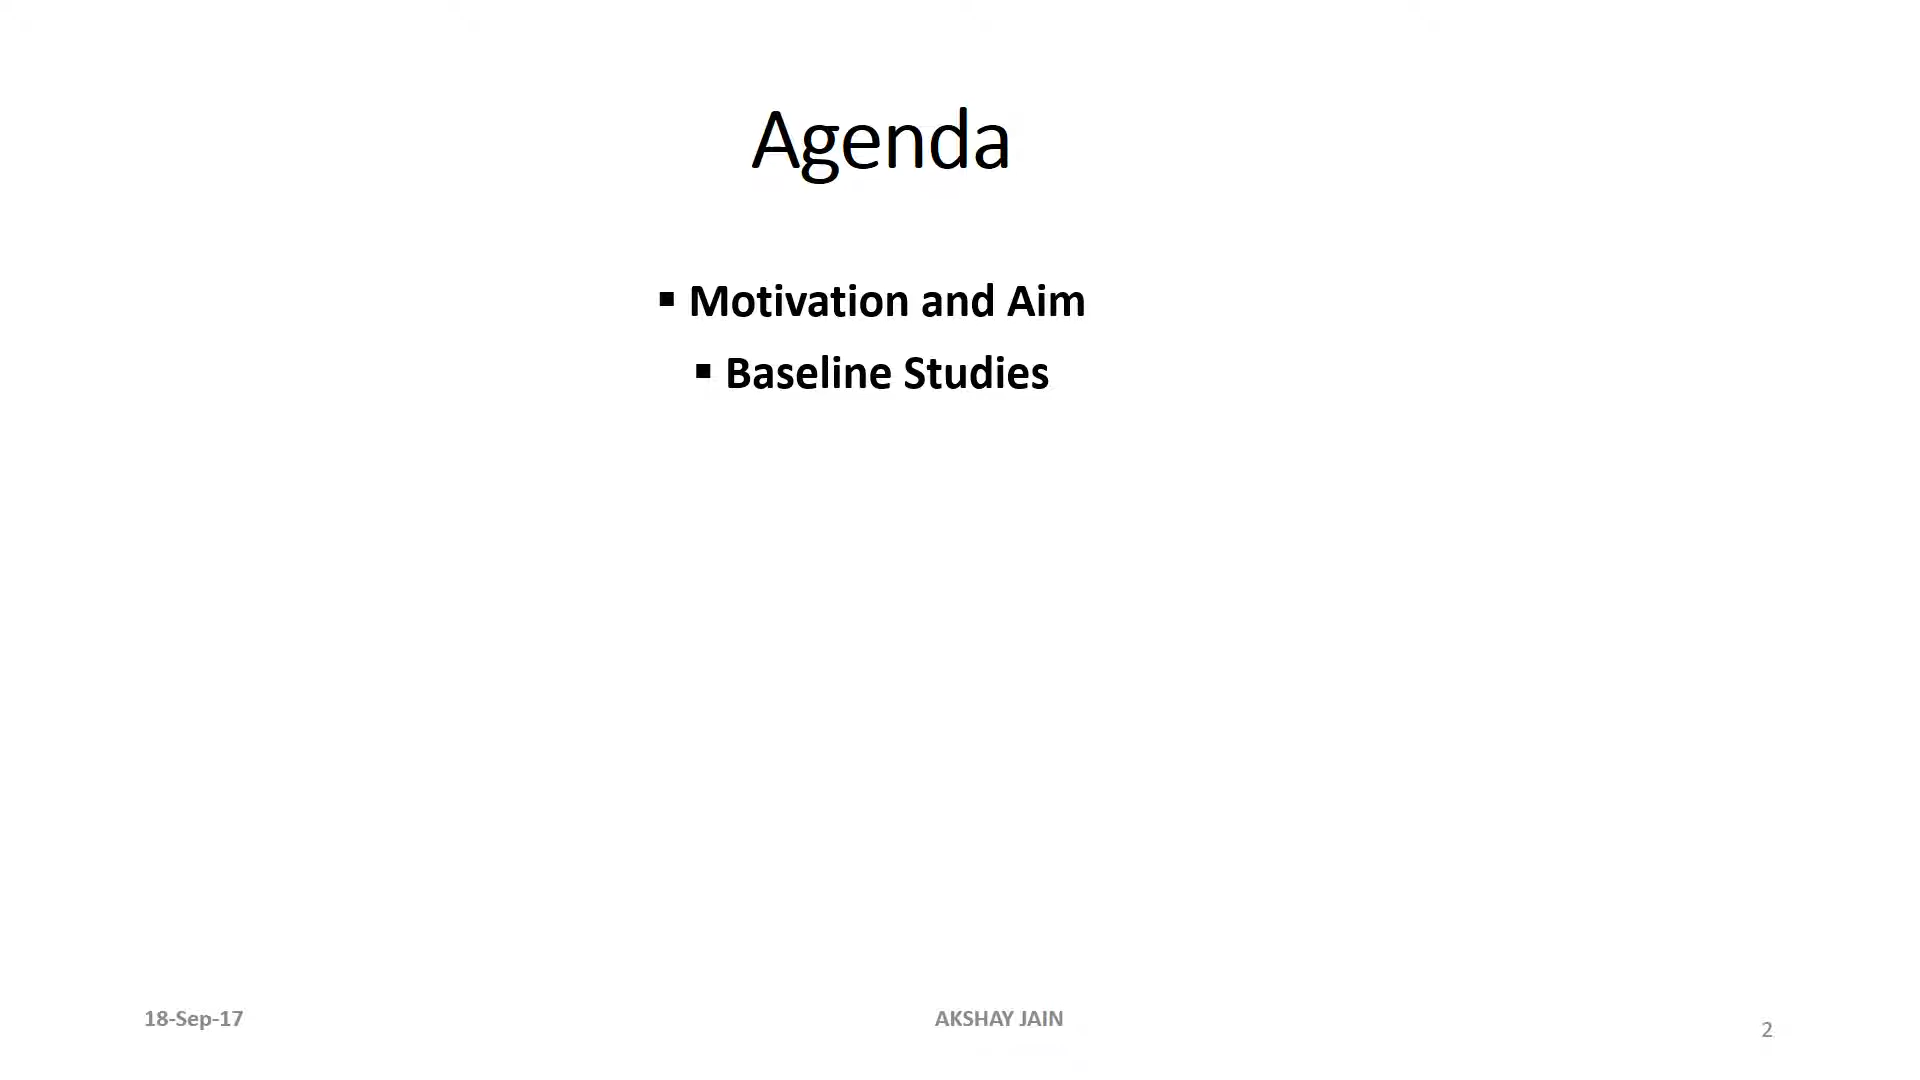 Agenda
▪ Motivation and Aim
▪ Baseline Studies
18-Sep-17
AKSHAY JAIN
2